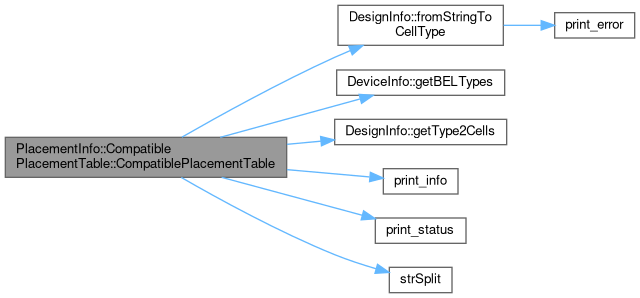 DesignInfo::fromStringTo
CellType
print_error
DeviceInfo::getBELTypes
DesignInfo::getType2Cells
PlacementInfo::Compatible
PlacementTable::CompatiblePlacementTable
print_info
print_status
strSplit